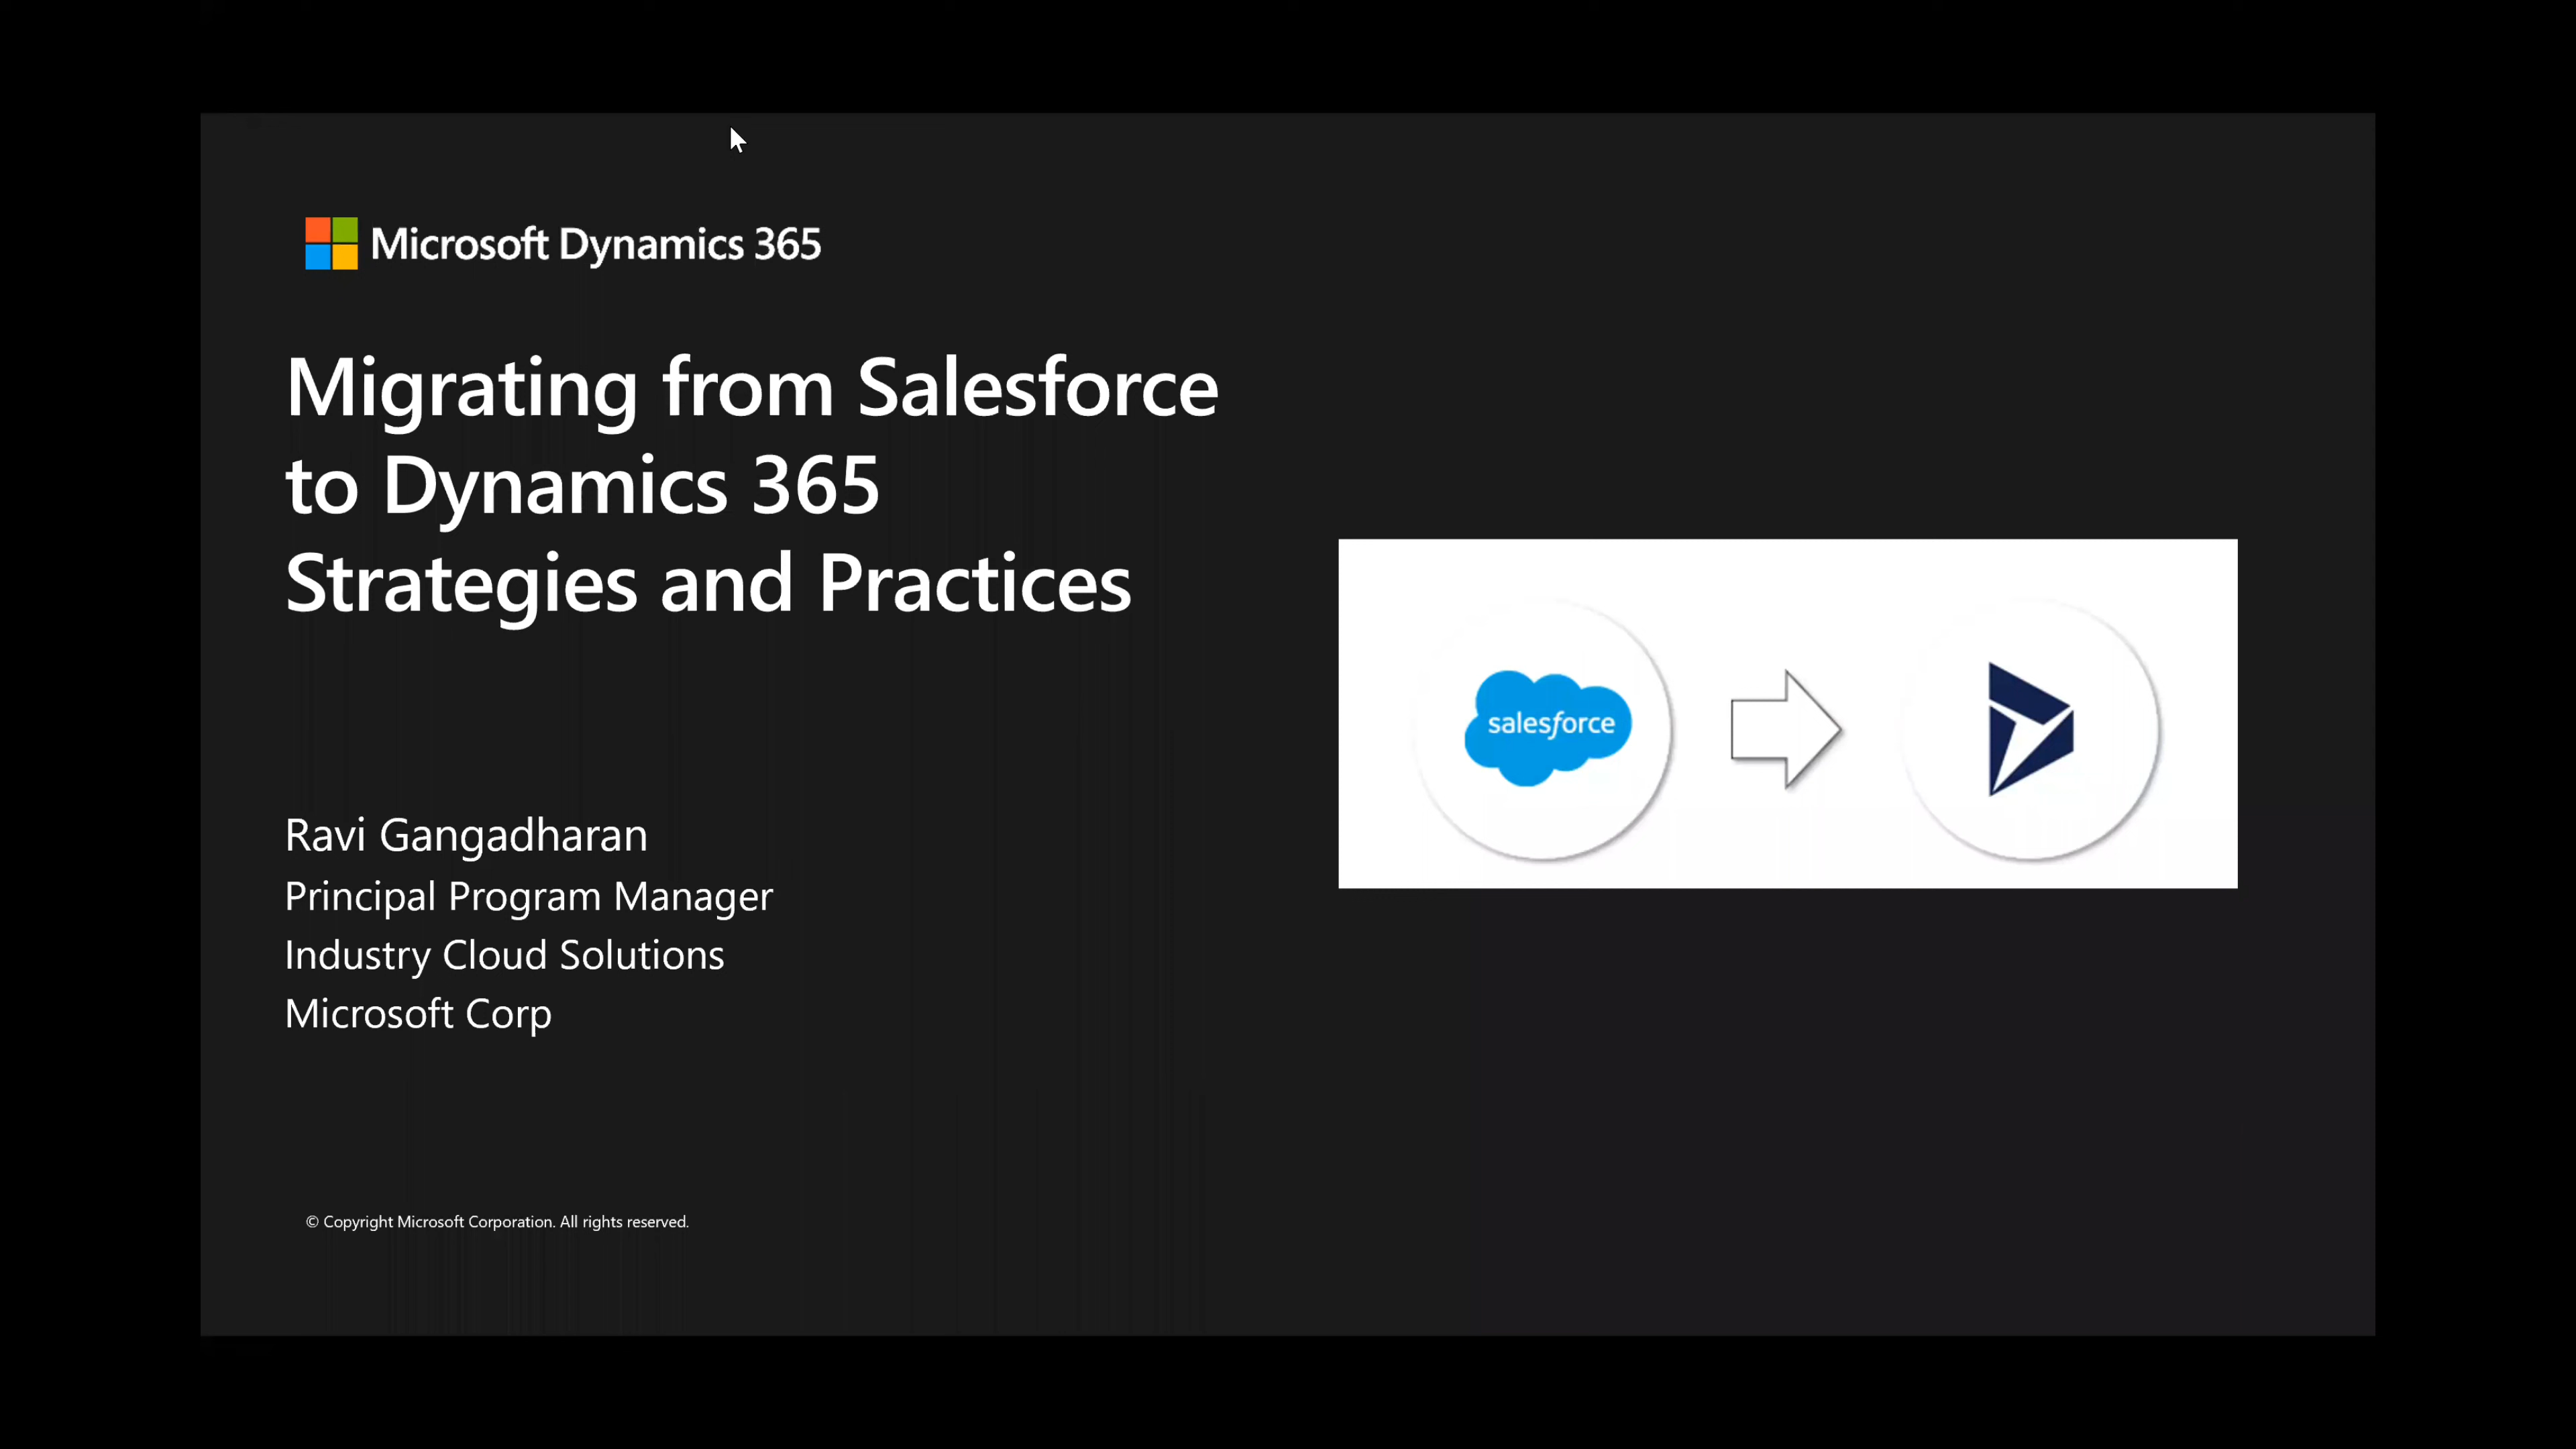 Microsoft Dynamics 365
Migrating from Salesforce
to Dynamics 365
Strategies and Practices
salesforce
Ravi Gangadharan
Principal Program Manager
Industry Cloud Solutions
Microsoft Corp
© Copyright Microsoft Corporation. All rights reserved.